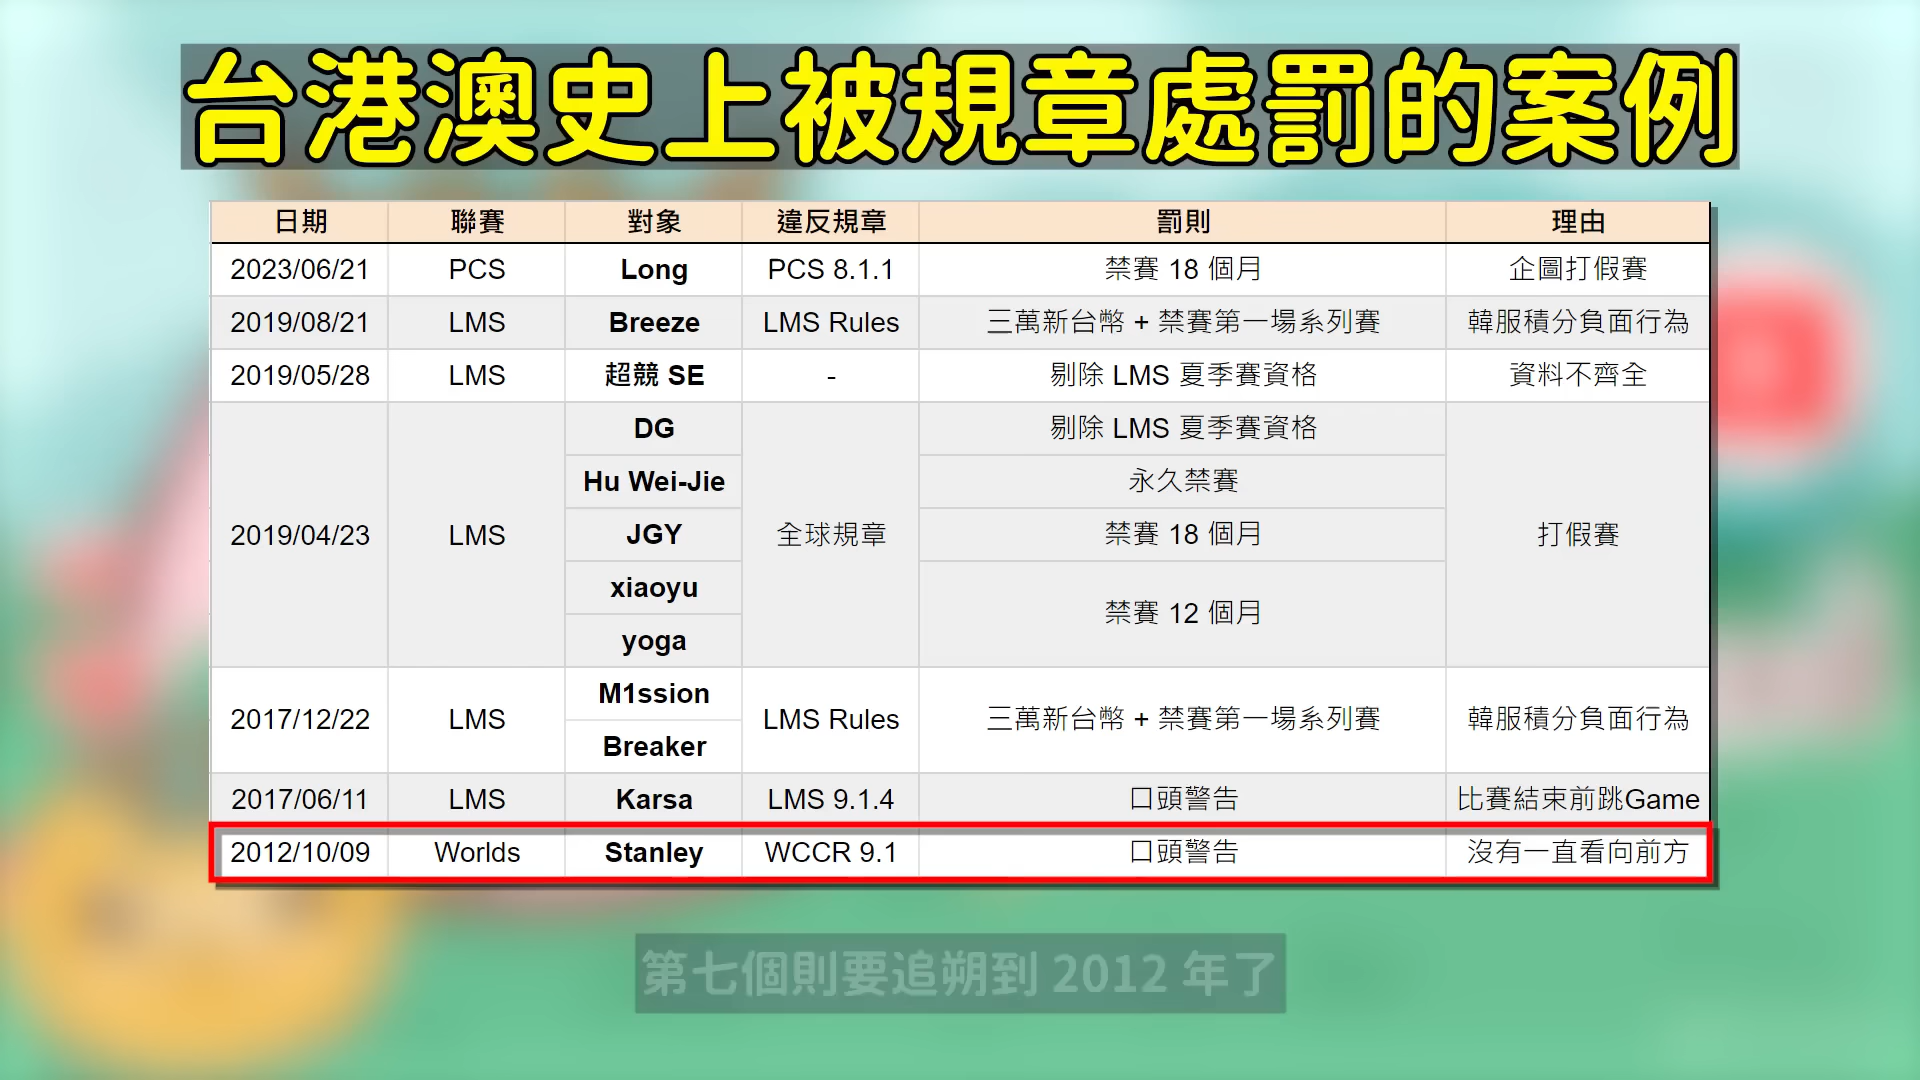 台港澳史上被規章處罰的案例
日期 聯賽 對象 違反規章 罰則 理由
2023/06/21 PCS Long PCS 8.1.1 禁賽 18 個月 企圖打假賽
2019/08/21 LMS Breeze LMS Rules 三萬新台幣 + 禁賽第一場系列賽 韓服積分負面行為
2019/05/28 LMS 超競 SE - 剔除 LMS 夏季賽資格 資料不齊全
DG 剔除 LMS 夏季賽資格
Hu Wei-Jie 永久禁賽
2019/04/23 LMS JGY 全球規章 禁賽 18 個月 打假賽
xiaoyu
禁賽 12 個月
yoga
M1ssion
2017/12/22 LMS LMS Rules 三萬新台幣 + 禁賽第一場系列賽 韓服積分負面行為
Breaker
2017/06/11 LMS Karsa LMS 9.1.4 口頭警告 比賽結束前跳Game
2012/10/09 Worlds Stanley WCCR 9.1 口頭警告 沒有一直看向前方
第七個則要追朔到 2012 年了